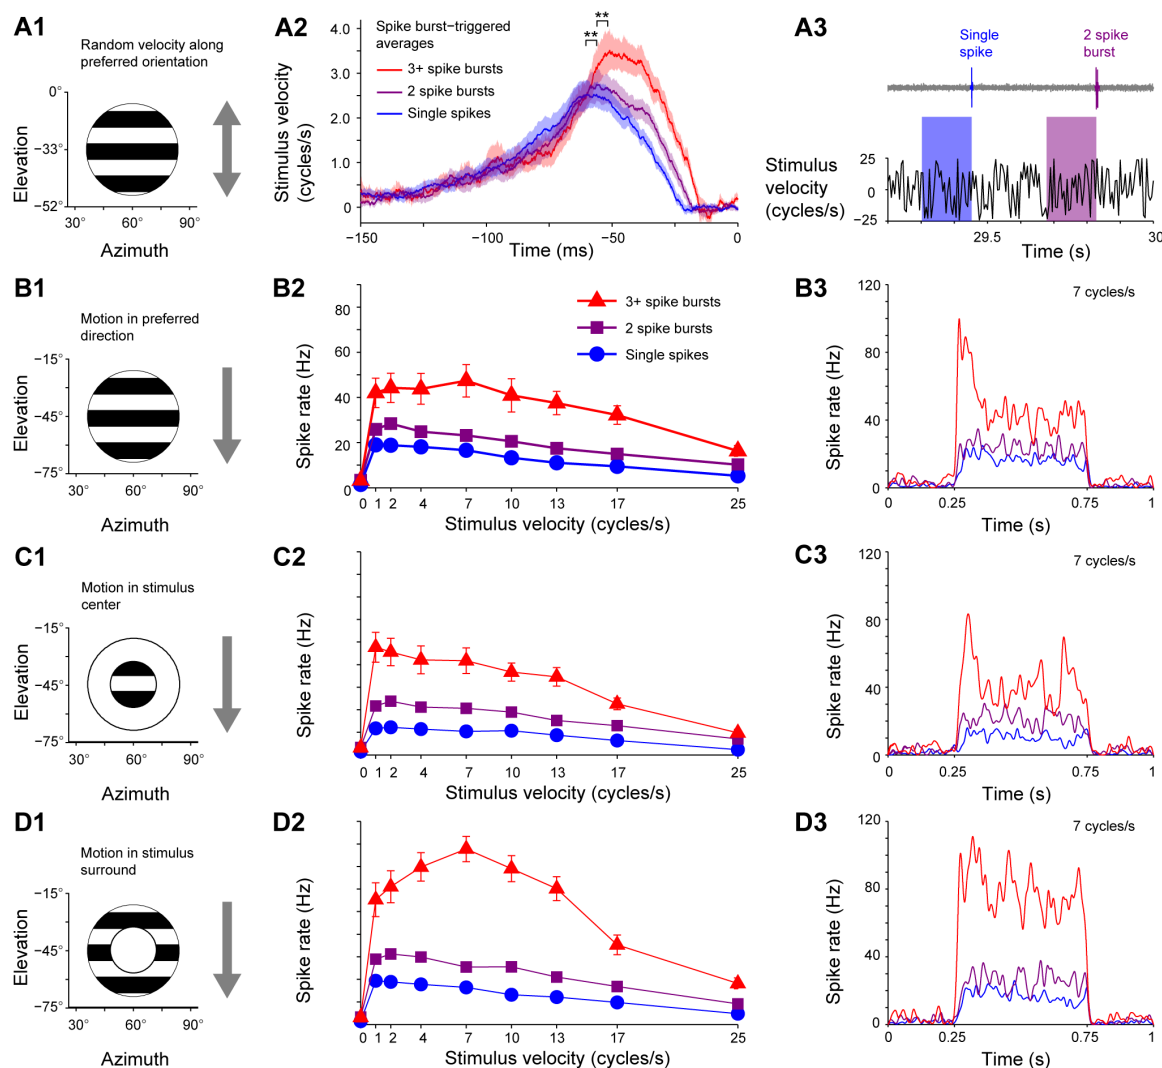 A1
Random velocity along
preferred orientation
0°
−33
−52
30° 60° 90°
Elevation
Azimuth
A2
Spike burst−triggered
averages
3+ spike bursts
2 spike bursts
Single spikes
**
**
Stimulus velocity
(cycles/s)
4.0
3.0
2.0
1.0
0
−150 −100 −50 0
Time (ms)
A3
Single
spike
2 spike
burst
Stimulus
velocity
(cycles/s)
25
0
−25
29.5 30
Time (s)
B1
Motion in preferred
direction
−15°
−45°
−75°
30° 60° 90°
Elevation
Azimuth
B2
3+ spike bursts
2 spike bursts
Single spikes
Spike rate (Hz)
80
60
40
20
0
0 1 2 4 7 10 13 17 25
Stimulus velocity (cycles/s)
B3
7 cycles/s
Spike rate (Hz)
120
80
40
0
0 0.25 0.75 1
Time (s)
C1
Motion in stimulus
center
−15°
−45°
−75°
30° 60° 90°
Elevation
Azimuth
C2
Spike rate (Hz)
0 1 2 4 7 10 13 17 25
Stimulus velocity (cycles/s)
C3
7 cycles/s
Spike rate (Hz)
120
80
40
0
0 0.25 0.75 1
Time (s)
D1
Motion in stimulus
surround
−15°
−45°
−75°
30° 60° 90°
Elevation
Azimuth
D2
Spike rate (Hz)
0 1 2 4 7 10 13 17 25
Stimulus velocity (cycles/s)
D3
7 cycles/s
Spike rate (Hz)
120
80
40
0
0 0.25 0.75 1
Time (s)